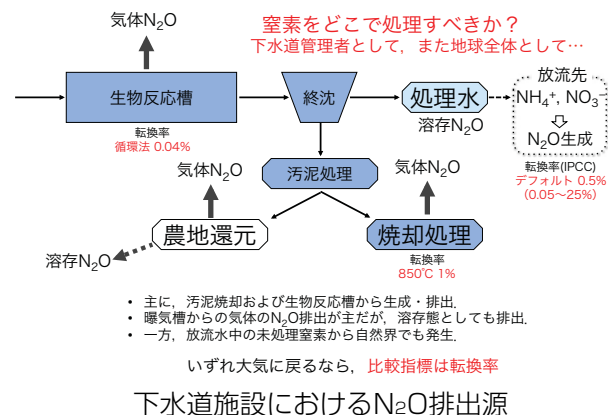 窒素をどこで処理すべきか？
下水道管理者として，また地球全体として…
気体N₂O
生物反応槽
終沈
処理水
放流先
NH₄⁺, NO₃⁻
N₂O生成
溶存N₂O
転換率
循環法 0.04%
転換率(IPCC)
デフォルト 0.5%
（0.05〜25%）
汚泥処理
気体N₂O
気体N₂O
農地還元
焼却処理
溶存N₂O
転換率
850℃ 1%
• 主に，汚泥焼却および生物反応槽から生成・排出．
• 曝気槽からの気体のN₂O排出が主だが，溶存態としても排出．
• 一方，放流水中の未処理窒素から自然界でも発生．
いずれ大気に戻るなら，比較指標は転換率
下水道施設におけるN₂O排出源